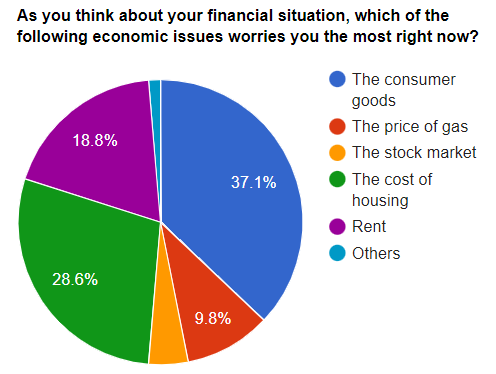 As you think about your financial situation, which of the
following economic issues worries you the most right now?
The consumer
goods
The price of gas
The stock market
The cost of
housing
Rent
Others
18.8%
37.1%
28.6%
9.8%